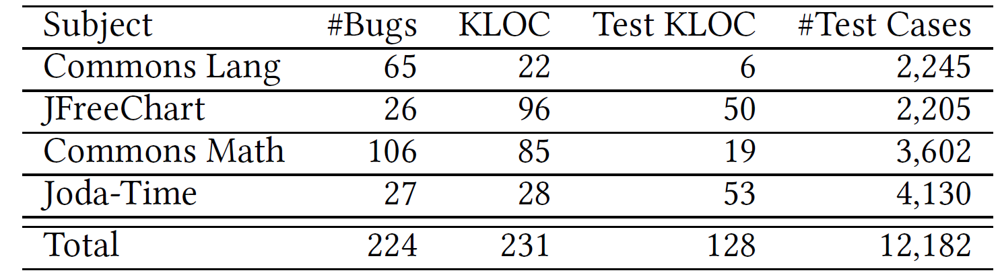 Subject #Bugs KLOC Test KLOC #Test Cases
Commons Lang 65 22 6 2,245
JFreeChart 26 96 50 2,205
Commons Math 106 85 19 3,602
Joda-Time 27 28 53 4,130
Total 224 231 128 12,182